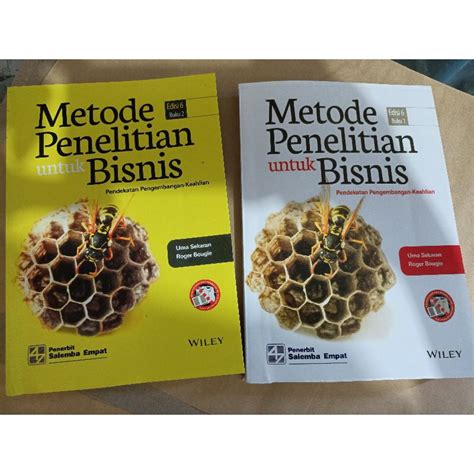 Metode
Penelitian
untuk Bisnis
Edisi 6
Buku 2
Pendekatan Pengembangan-Keahlian
Uma Sekaran
Roger Bougie
Penerbit
Salemba Empat
WILEY
Metode
Penelitian
untuk Bisnis
Edisi 6
Buku 1
Pendekatan Pengembangan-Keahlian
Uma Sekaran
Roger Bougie
Penerbit
Salemba Empat
WILEY